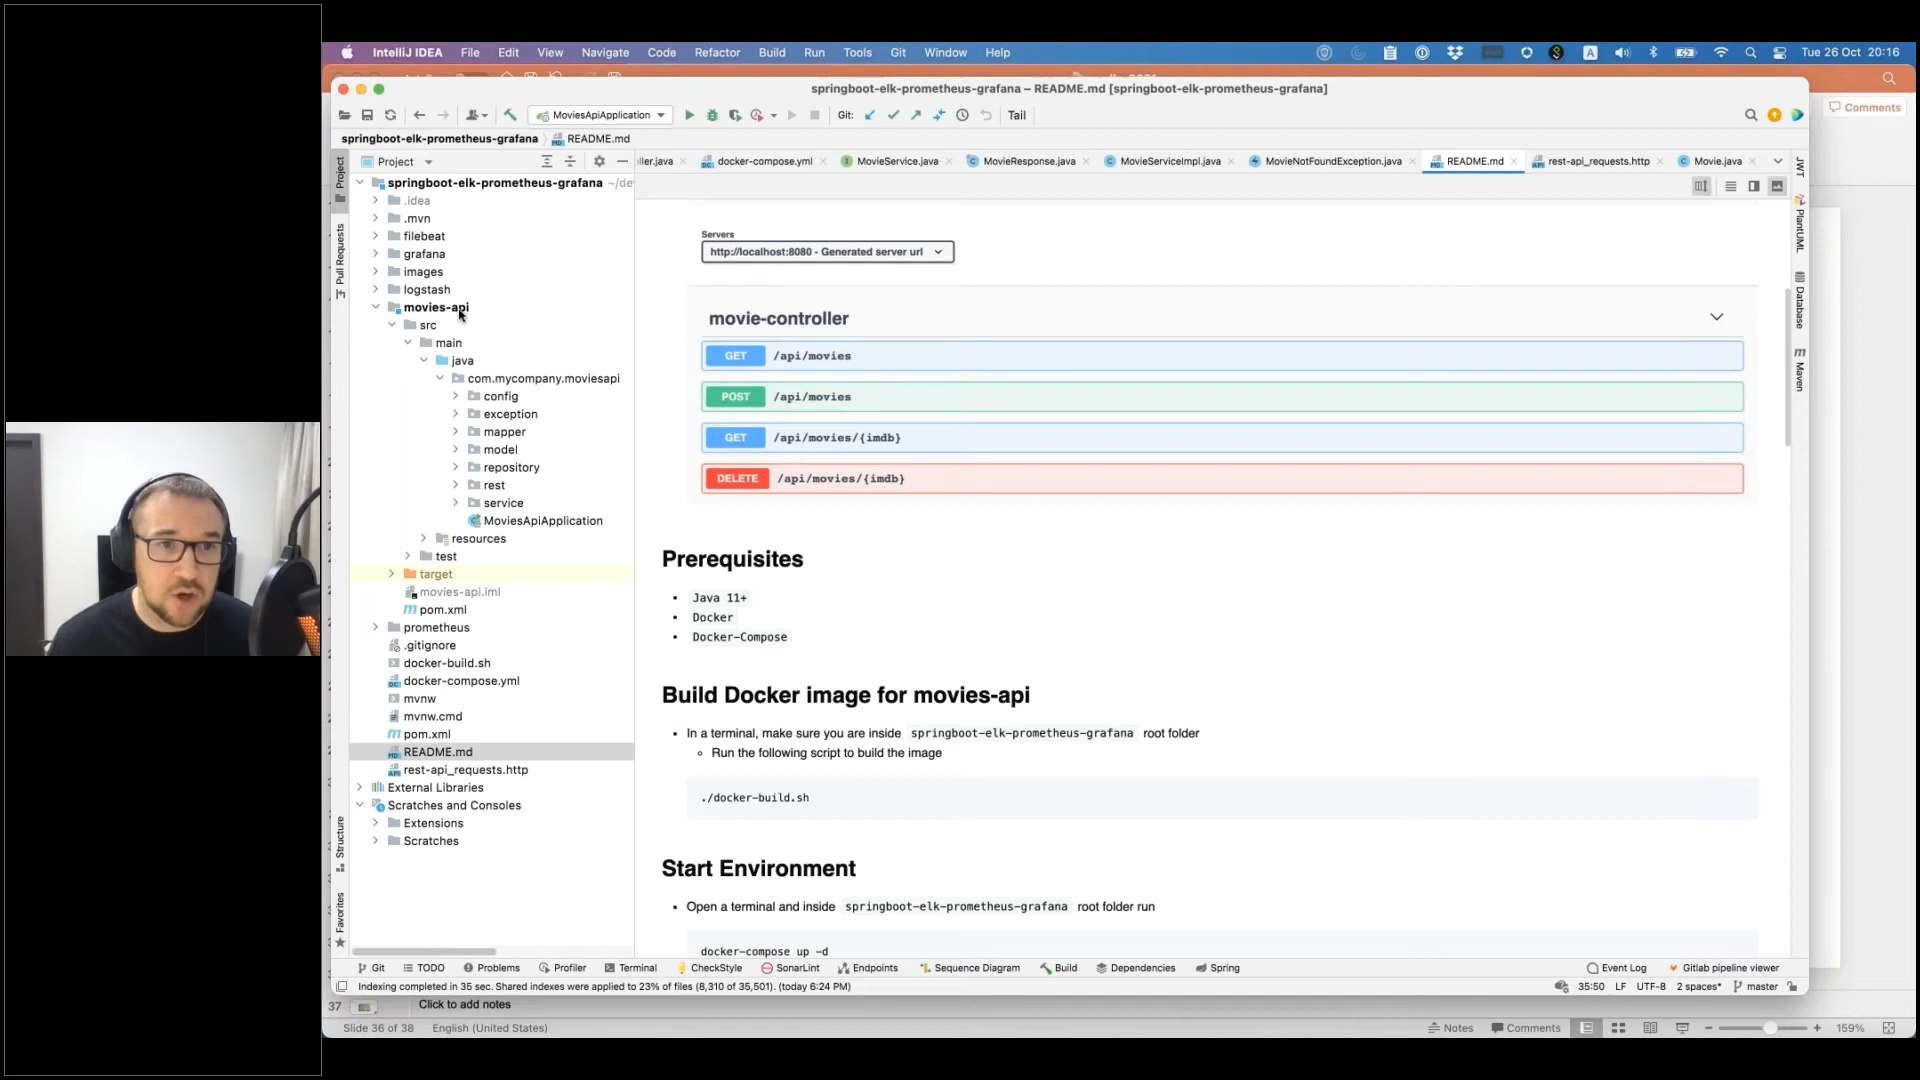 IntelliJ IDEA File Edit View Navigate Code Refactor Build Run Tools Git Window Help Tue 26 Oct 20:16
springboot-elk-prometheus-grafana – README.md [springboot-elk-prometheus-grafana]
Comments
MoviesApiApplication Git: Tail
springboot-elk-prometheus-grafana README.md
Project
ller.java docker-compose.yml MovieService.java MovieResponse.java MovieServiceImpl.java MovieNotFoundException.java README.md rest-api_requests.http Movie.java
Project
Pull Requests
Structure
Favorites
springboot-elk-prometheus-grafana ~/de
.idea
.mvn
filebeat
grafana
images
logstash
movies-api
src
main
java
com.mycompany.moviesapi
config
exception
mapper
model
repository
rest
service
MoviesApiApplication
resources
test
target
movies-api.iml
pom.xml
prometheus
.gitignore
docker-build.sh
docker-compose.yml
mvnw
mvnw.cmd
pom.xml
README.md
rest-api_requests.http
External Libraries
Scratches and Consoles
Extensions
Scratches
Servers
http://localhost:8080 - Generated server url
movie-controller
GET /api/movies
POST /api/movies
GET /api/movies/{imdb}
DELETE /api/movies/{imdb}
Prerequisites
• Java 11+
• Docker
• Docker-Compose
Build Docker image for movies-api
• In a terminal, make sure you are inside springboot-elk-prometheus-grafana root folder
Run the following script to build the image
./docker-build.sh
Start Environment
• Open a terminal and inside springboot-elk-prometheus-grafana root folder run
docker-compose up -d
JWT
PlantUML
Database
Maven
Git TODO Problems Profiler Terminal CheckStyle SonarLint Endpoints Sequence Diagram Build Dependencies Spring Event Log Gitlab pipeline viewer
Indexing completed in 35 sec. Shared indexes were applied to 23% of files (8,310 of 35,501). (today 6:24 PM) 35:50 LF UTF-8 2 spaces* master
37 Click to add notes
Slide 36 of 38 English (United States) Notes Comments 159%